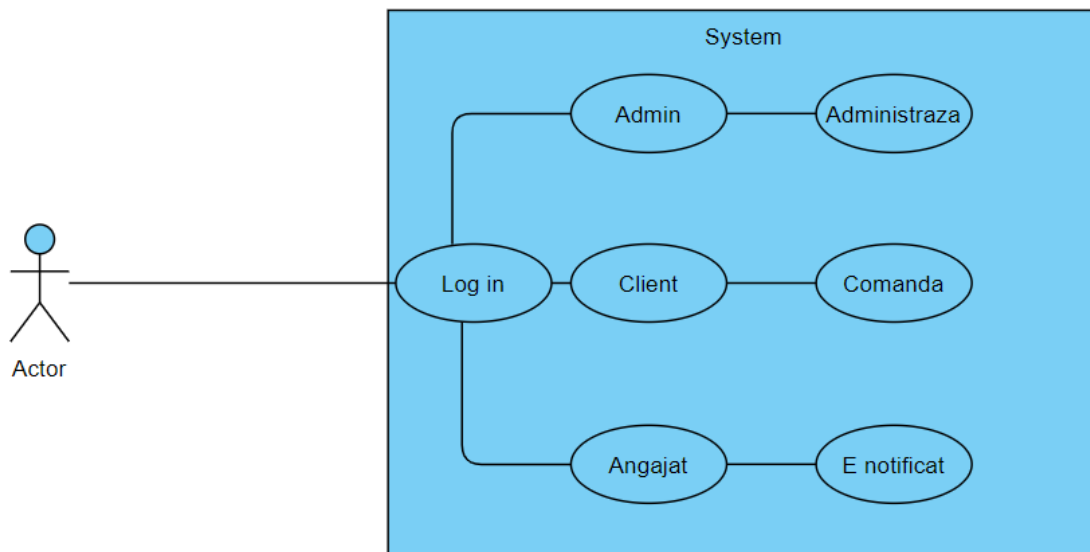 System
Admin
Administraza
Log in
Client
Comanda
Actor
Angajat
E notificat